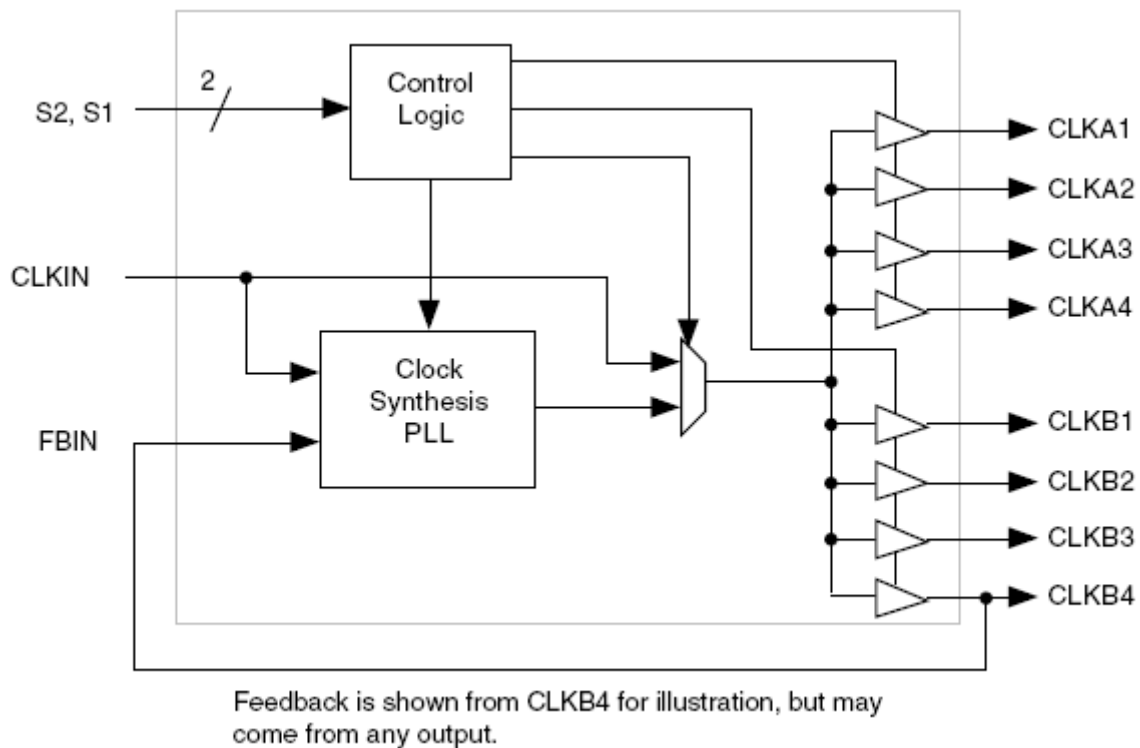 2
Control
Logic
S2, S1
CLKA1
CLKA2
CLKA3
CLKIN
CLKA4
Clock
Synthesis
PLL
FBIN
CLKB1
CLKB2
CLKB3
CLKB4
Feedback is shown from CLKB4 for illustration, but may
come from any output.